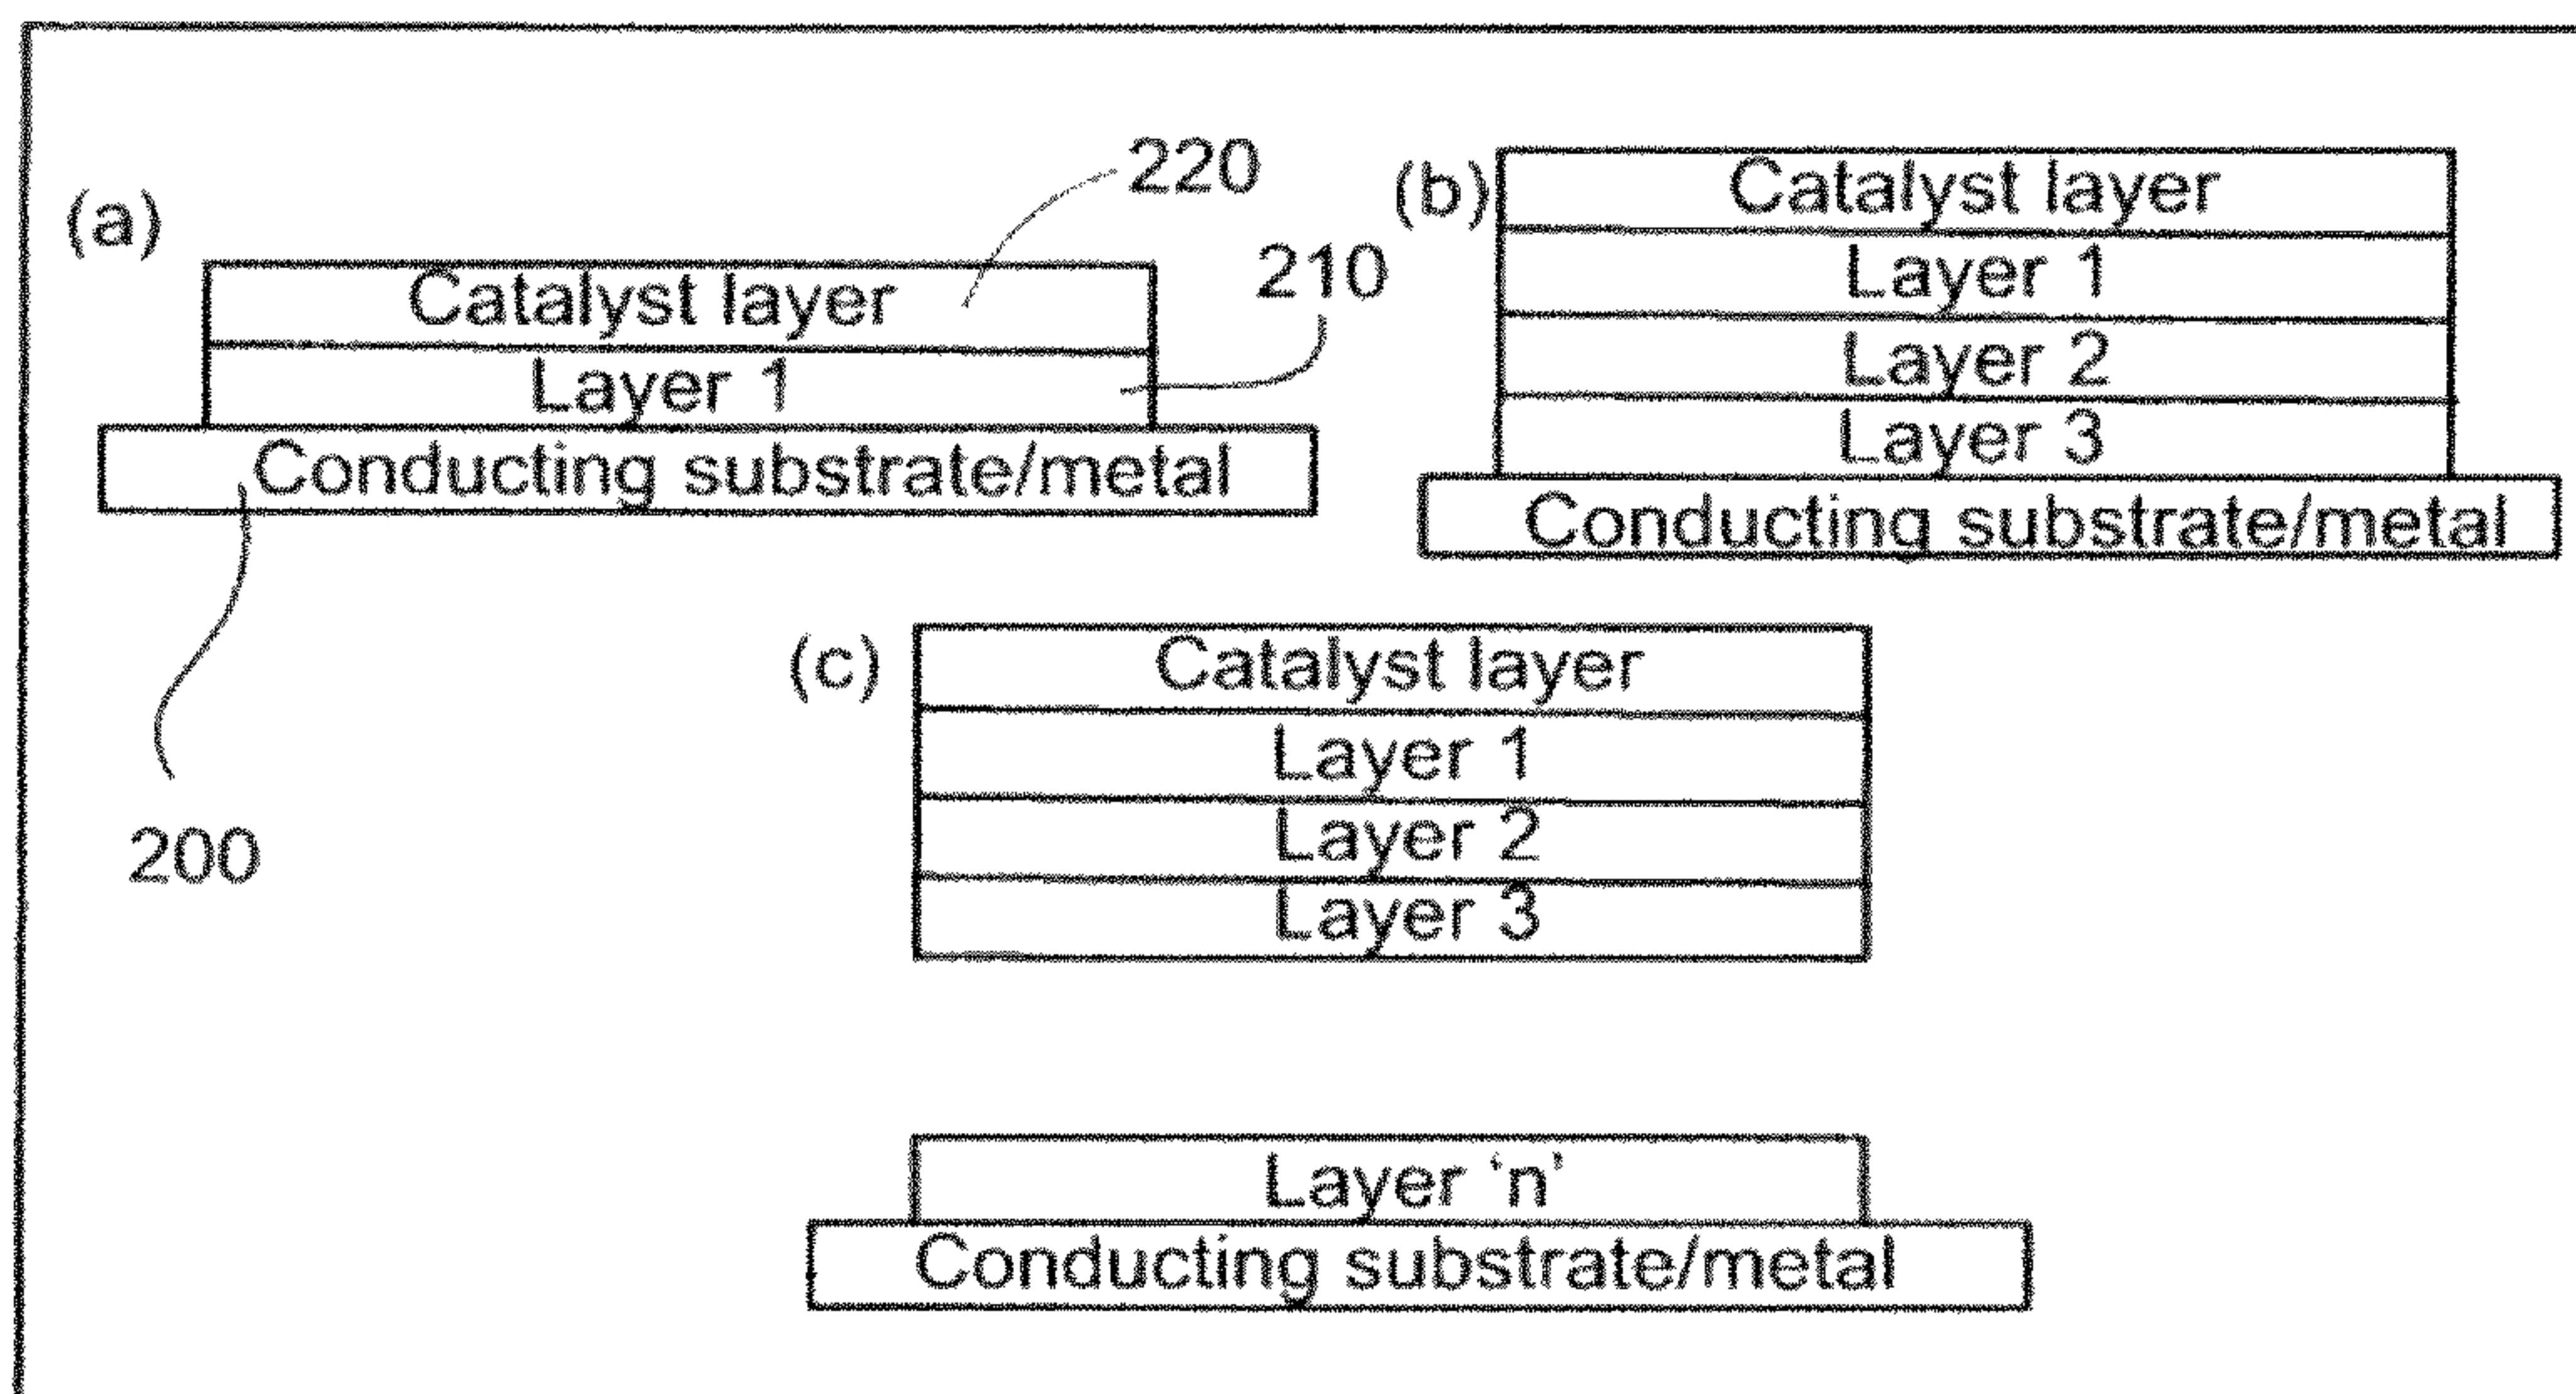 (a)
220
210
Catalyst layer
Layer 1
Conducting substrate/metal
200
(b)
Catalyst layer
Layer 1
Layer 2
Layer 3
Conducting substrate/metal
(c)
Catalyst layer
Layer 1
Layer 2
Layer 3
Layer ‘n’
Conducting substrate/metal